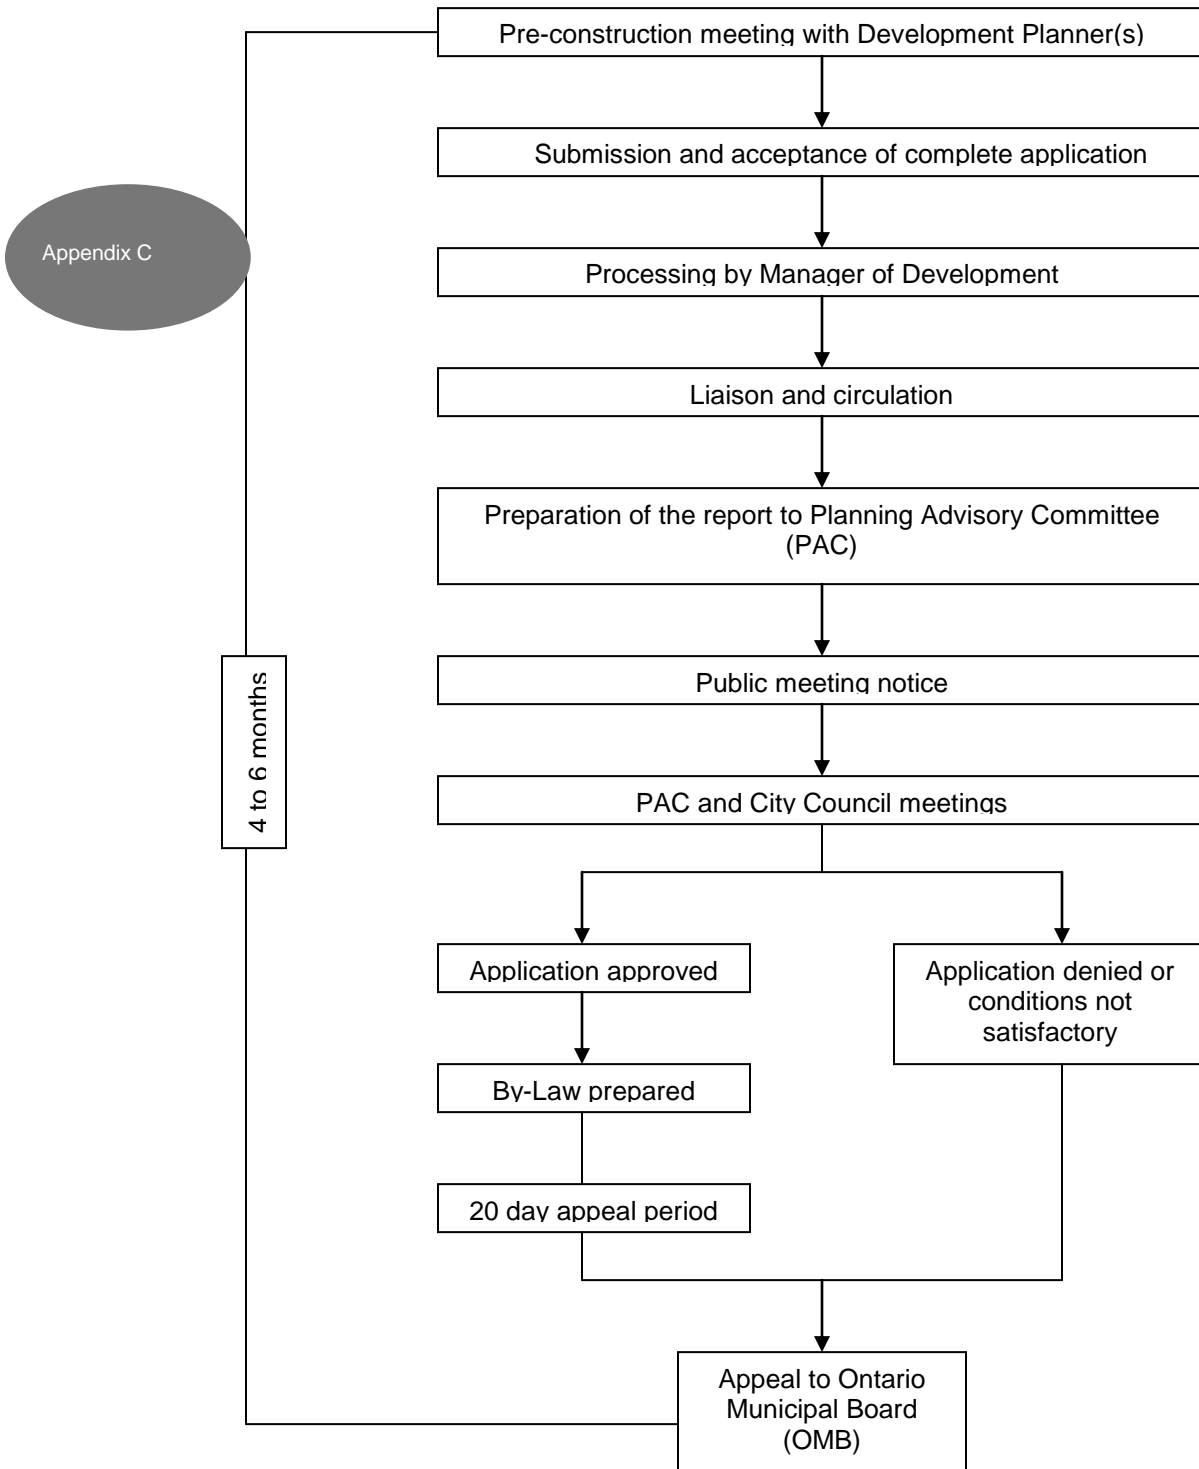 Pre-construction meeting with Development Planner(s)
Submission and acceptance of complete application
Appendix C
Processing by Manager of Development
Liaison and circulation
Preparation of the report to Planning Advisory Committee
(PAC)
Public meeting notice
4 to 6 months
PAC and City Council meetings
Application approved
Application denied or
conditions not
satisfactory
By-Law prepared
20 day appeal period
Appeal to Ontario
Municipal Board
(OMB)